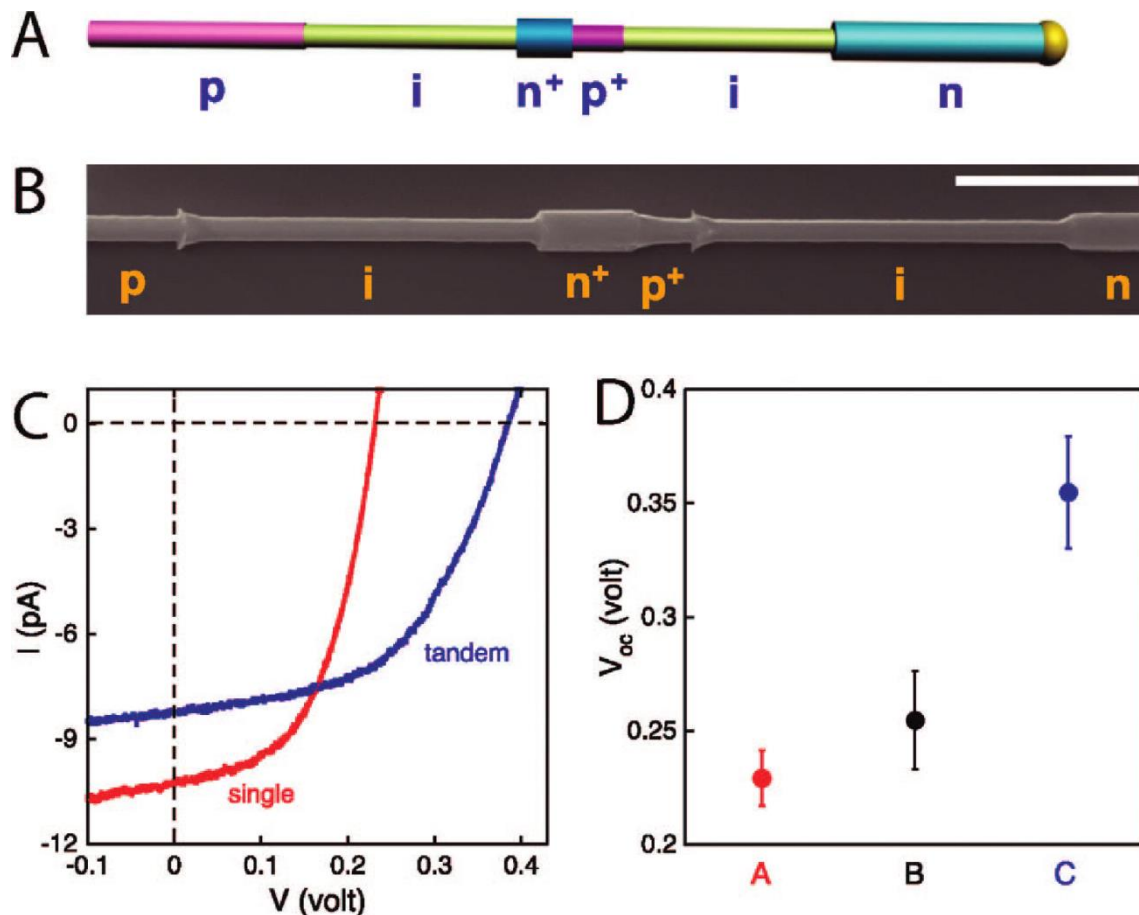 A
p i n+ p+ i n
B
p i n+ p+ i n
C
0
-3
-6
-9
-12
I (pA)
tandem
single
-0.1 0 0.1 0.2 0.3 0.4
V (volt)
D
0.4
0.35
0.3
0.25
0.2
Voc (volt)
A B C